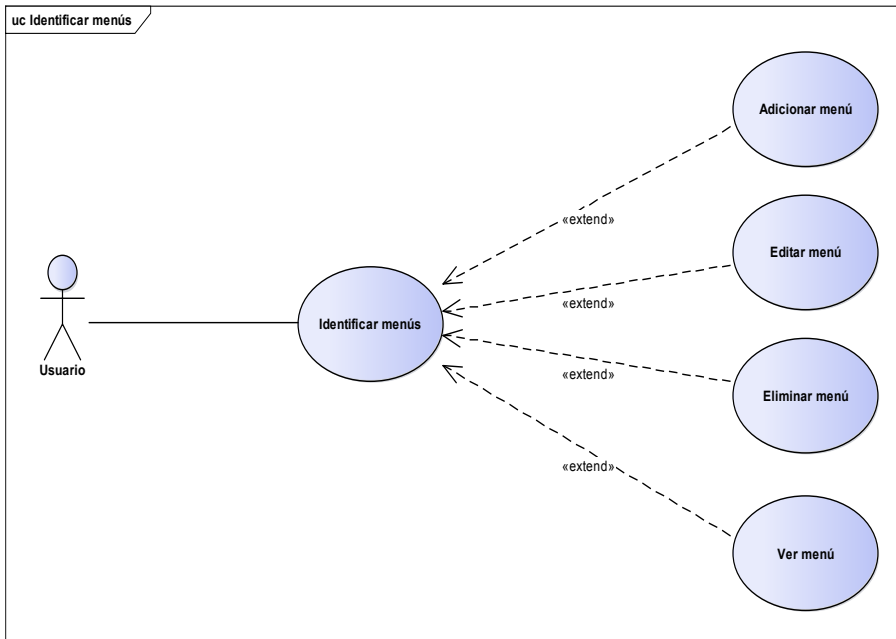 uc Identificar menús
Adicionar menú
«extend»
Editar menú
«extend»
Identificar menús
Usuario
«extend»
Eliminar menú
«extend»
Ver menú